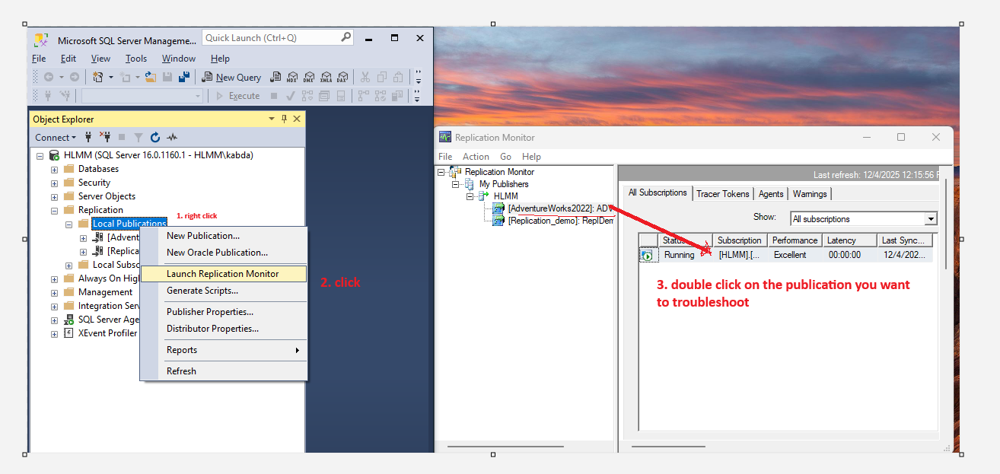 Microsoft SQL Server Manageme...
Quick Launch (Ctrl+Q)
File Edit View Tools Window Help
New Query MDX DMX XMLA DAX
Execute
Object Explorer
Connect
HLMM (SQL Server 16.0.1160.1 - HLMM\kabda)
Databases
Security
Server Objects
Replication
Local Publications
[Advent
[Replica
Local Subsc
Always On High
Management
Integration Serv
SQL Server Age
XEvent Profiler
1. right click
New Publication...
New Oracle Publication...
Launch Replication Monitor
Generate Scripts...
Publisher Properties...
Distributor Properties...
Reports
Refresh
2. click
Replication Monitor
File Action Go Help
Replication Monitor
My Publishers
HLMM
[AdventureWorks2022]: ADV
[Replication_demo]: ReplDem
Last refresh: 12/4/2025 12:15:56 P
All Subscriptions Tracer Tokens Agents Warnings
Show: All subscriptions
Status Subscription Performance Latency Last Sync...
Running [HLMM].[... Excellent 00:00:00 12/4/202...
3. double click on the publication you want
to troubleshoot